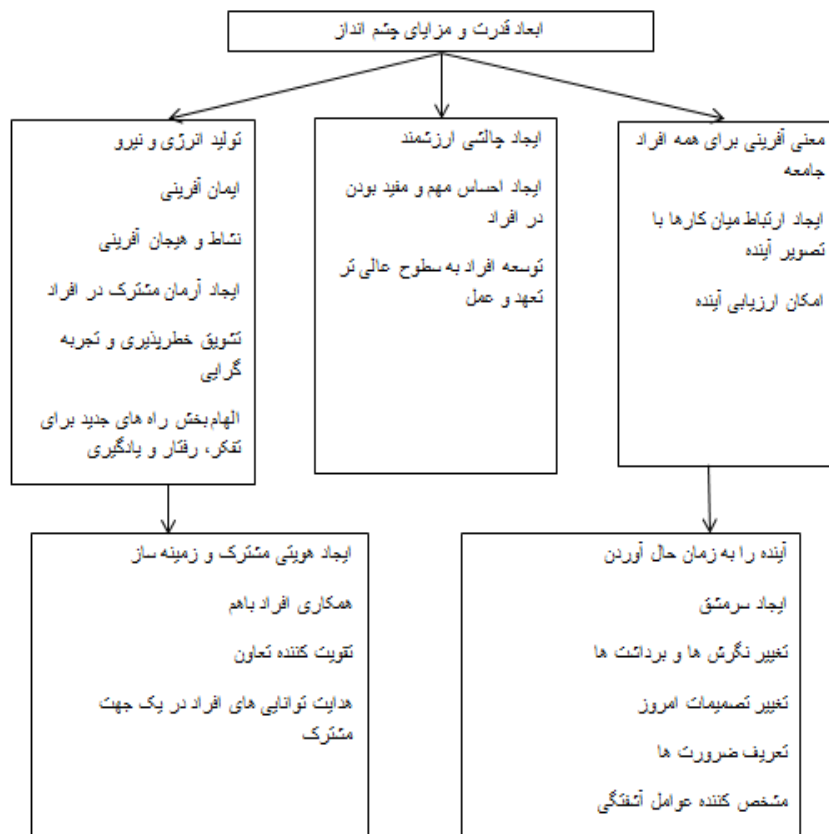 ابعاد قدرت و مزایای چشم انداز
معنی آفرینی برای همه افراد
جامعه
ایجاد ارتباط میان کارها با
تصویر آینده
امکان ارزیابی آینده
ایجاد چالشی ارزشمند
ایجاد احساس مهم و مفید بودن
در افراد
توسعه افراد به سطوح عالی تر
تعهد و عمل
تولید انرژی و نیرو
ایمان آفرینی
نشاط و هیجان آفرینی
ایجاد آرمان مشترک در افراد
تشویق خطرپذیری و تجربه
گرایی
الهام بخش راه های جدید برای
تفکر، رفتار و یادگیری
آینده را به زمان حال آوردن
ایجاد سرمشق
تغییر نگرش ها و برداشت ها
تغییر تصمیمات امروز
تعریف ضرورت ها
مشخص کننده عوامل آشفتگی
ایجاد هویتی مشترک و زمینه ساز
همکاری افراد باهم
تقویت کننده تعاون
هدایت توانایی های افراد در یک جهت
مشترک